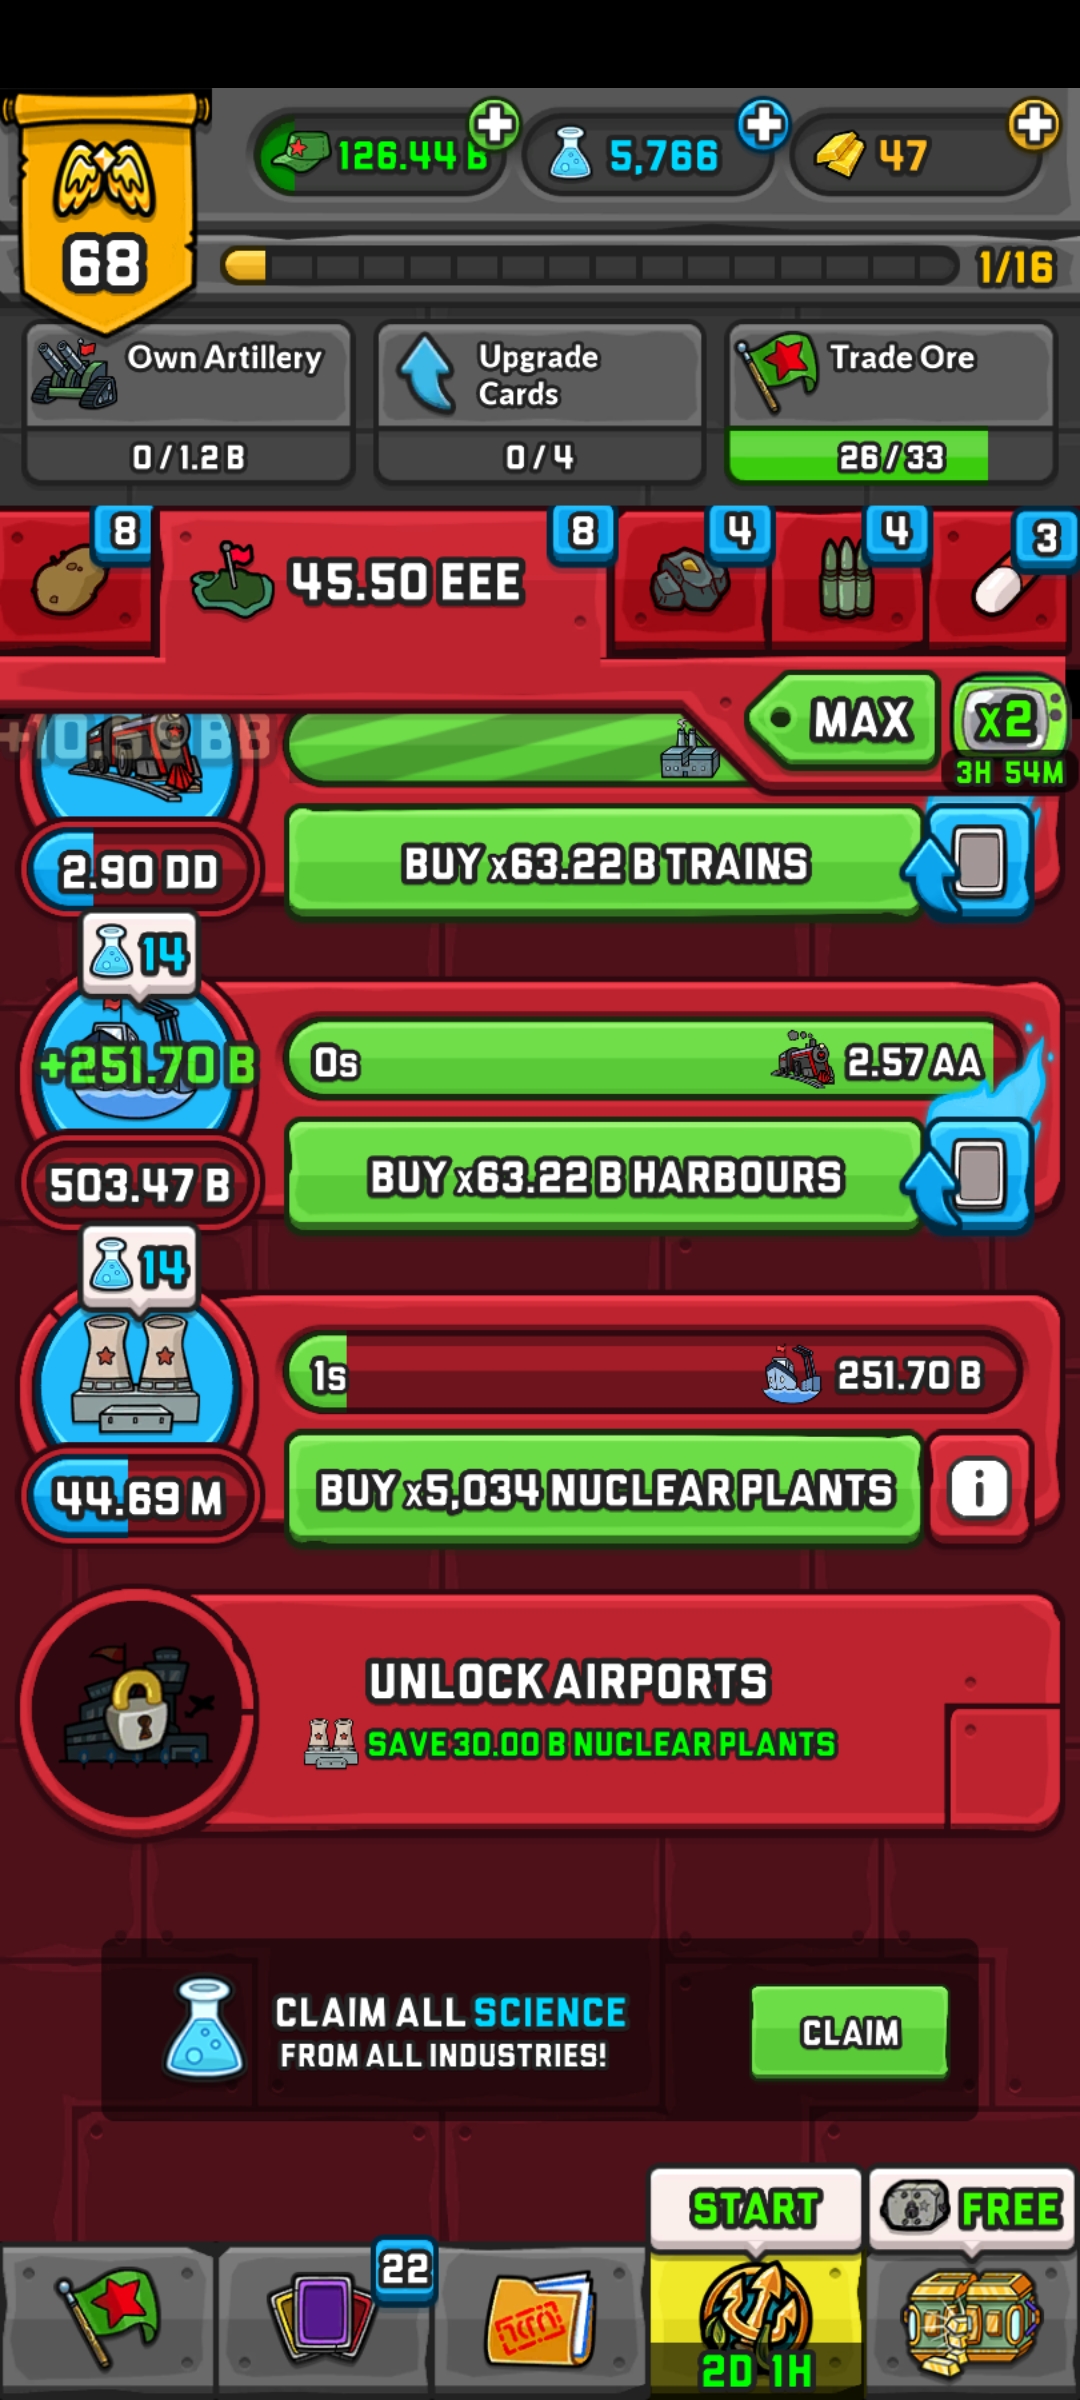 68
126.44 B
5,766
47
1/16
Own Artillery
0 / 1.2 B
Upgrade
Cards
0 / 4
Trade Ore
26 / 33
8
45.50 EEE
8
4
4
3
MAX
x2
3H 54M
2.90 DD
BUY x63.22 B TRAINS
14
+251.70 B
0s
2.57 AA
503.47 B
BUY x63.22 B HARBOURS
14
1s
251.70 B
44.69 M
BUY x5,034 NUCLEAR PLANTS
i
UNLOCK AIRPORTS
SAVE 30.00 B NUCLEAR PLANTS
CLAIM ALL SCIENCE
FROM ALL INDUSTRIES!
CLAIM
START
FREE
22
2D 1H